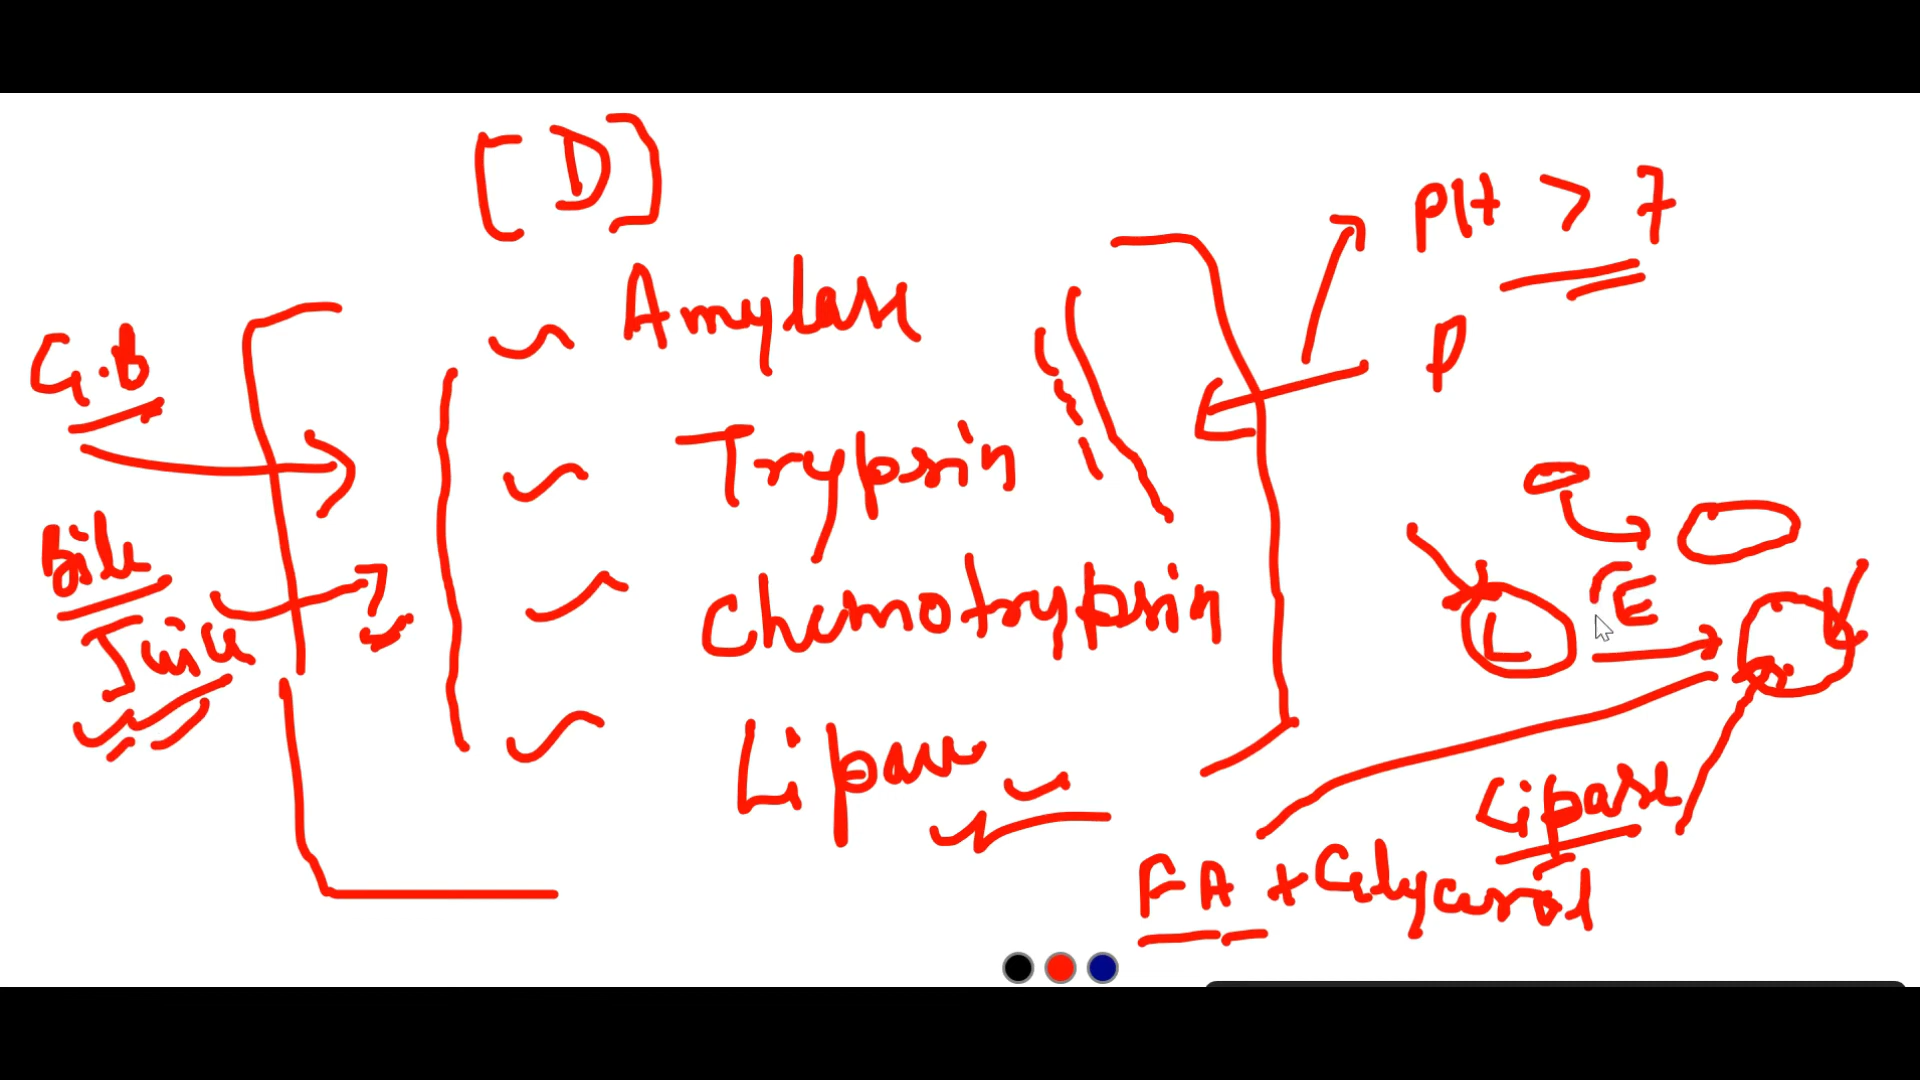 [D]
pH > 7
Amylase
G.B
P
Trypsin
Bile
Juice
E
Chemotrypsin
L
Lipase
Lipase
FA + Glycerol